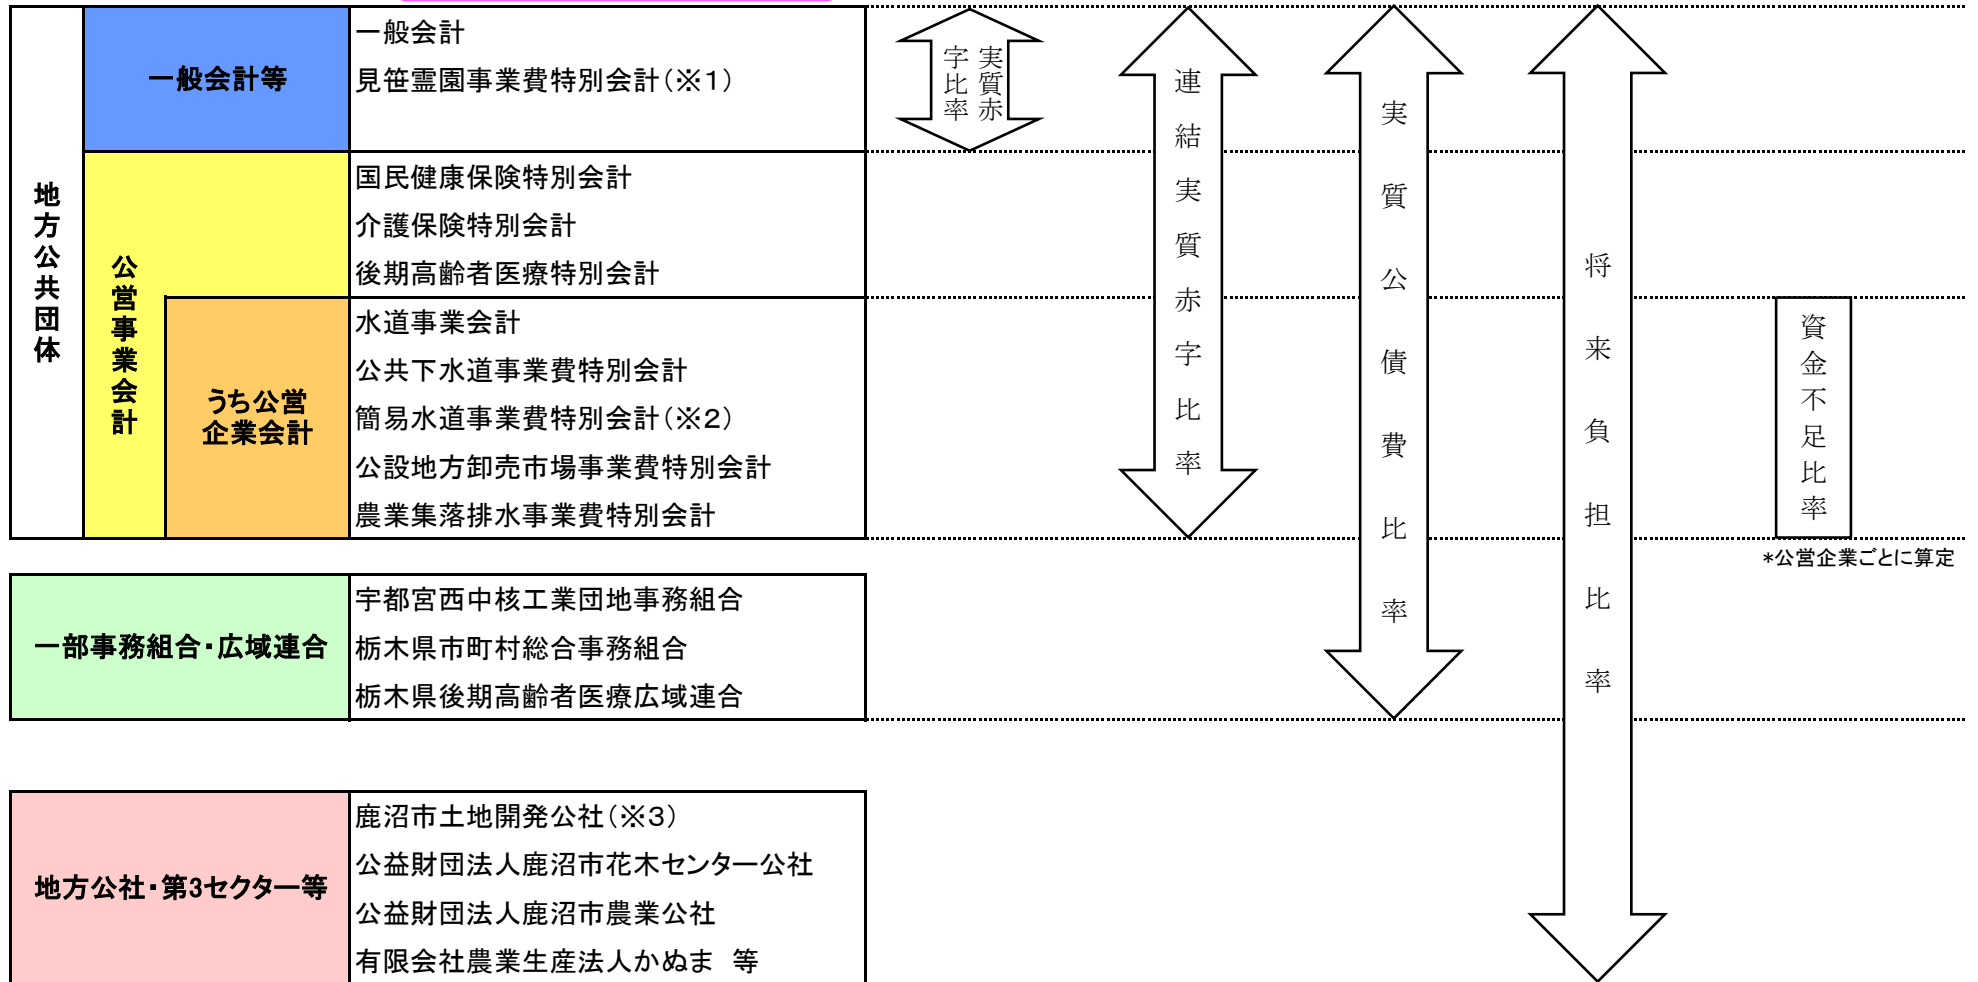 地方公共団体
一般会計等
一般会計
見笹霊園事業費特別会計(※1)
公営事業会計
国民健康保険特別会計
介護保険特別会計
後期高齢者医療特別会計
うち公営
企業会計
水道事業会計
公共下水道事業費特別会計
簡易水道事業費特別会計(※2)
公設地方卸売市場事業費特別会計
農業集落排水事業費特別会計
一部事務組合・広域連合
宇都宮西中核工業団地事務組合
栃木県市町村総合事務組合
栃木県後期高齢者医療広域連合
地方公社・第3セクター等
鹿沼市土地開発公社(※3)
公益財団法人鹿沼市花木センター公社
公益財団法人鹿沼市農業公社
有限会社農業生産法人かぬま 等
実質赤
字比率
連結実質赤字比率
実質公債費比率
将来負担比率
資金不足比率
*公営企業ごとに算定